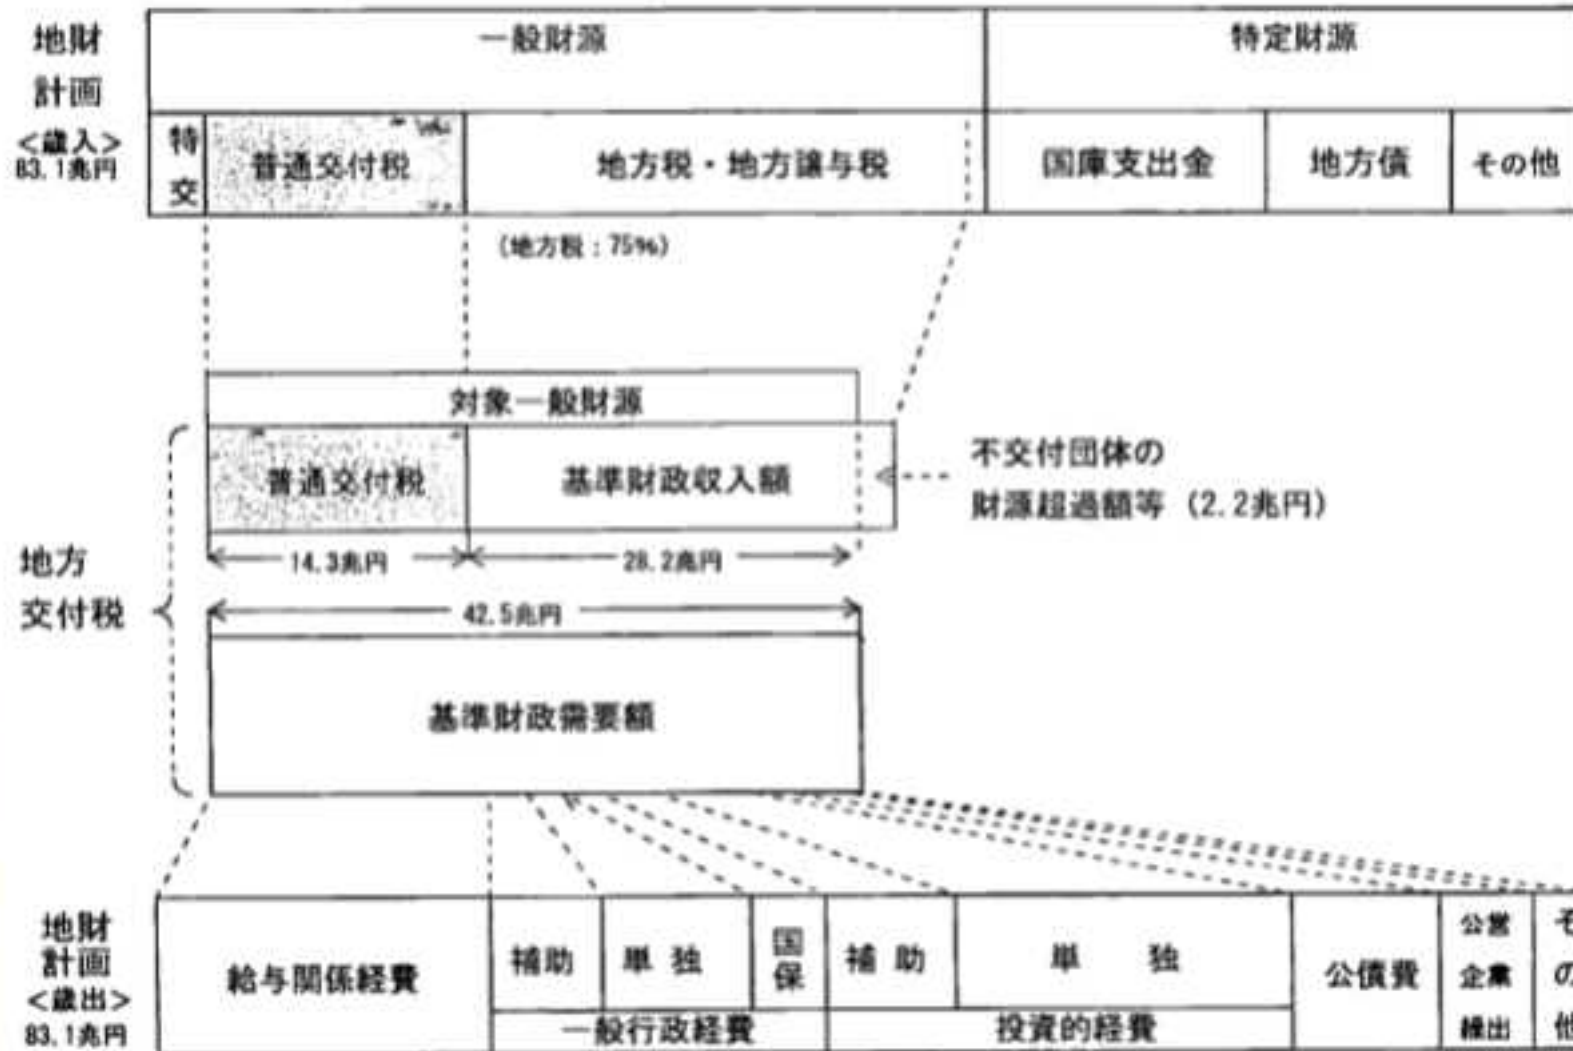 地財
計画
<歳入>
83.1兆円
一般財源
特定財源
特交
普通交付税
地方税・地方譲与税
国庫支出金
地方債
その他
(地方税:75%)
対象一般財源
普通交付税
基準財政収入額
不交付団体の
財源超過額等 (2.2兆円)
14.3兆円
28.2兆円
地方
交付税
42.5兆円
基準財政需要額
地財
計画
<歳出>
83.1兆円
給与関係経費
補助
単独
国保
補助
単独
公債費
公営
企業
繰出
その他
一般行政経費
投資的経費